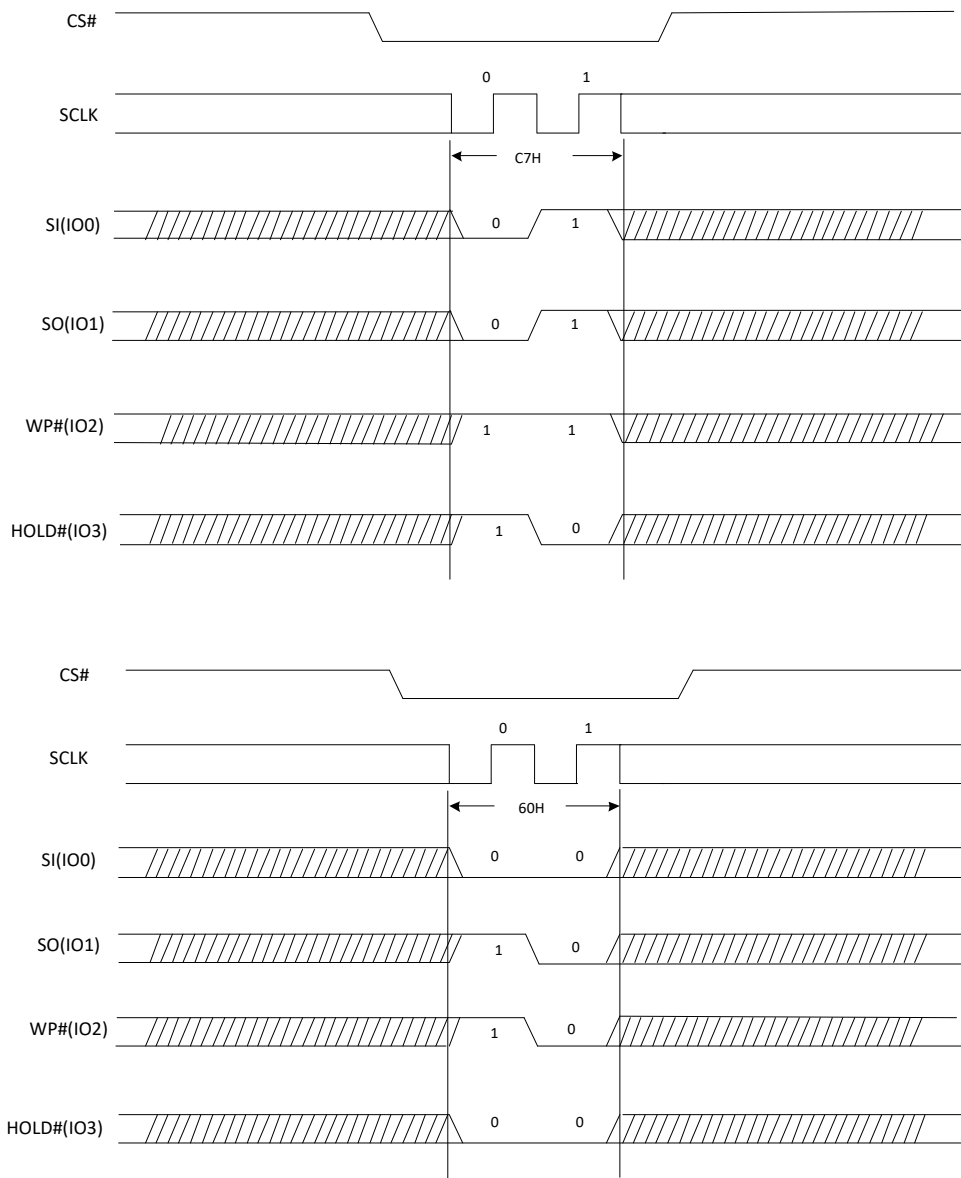 CS#
0 1
SCLK
C7H
SI(IO0) 0 1
SO(IO1) 0 1
WP#(IO2) 1 1
HOLD#(IO3) 1 0
CS#
0 1
SCLK
60H
SI(IO0) 0 0
SO(IO1) 1 0
WP#(IO2) 1 0
HOLD#(IO3) 0 0